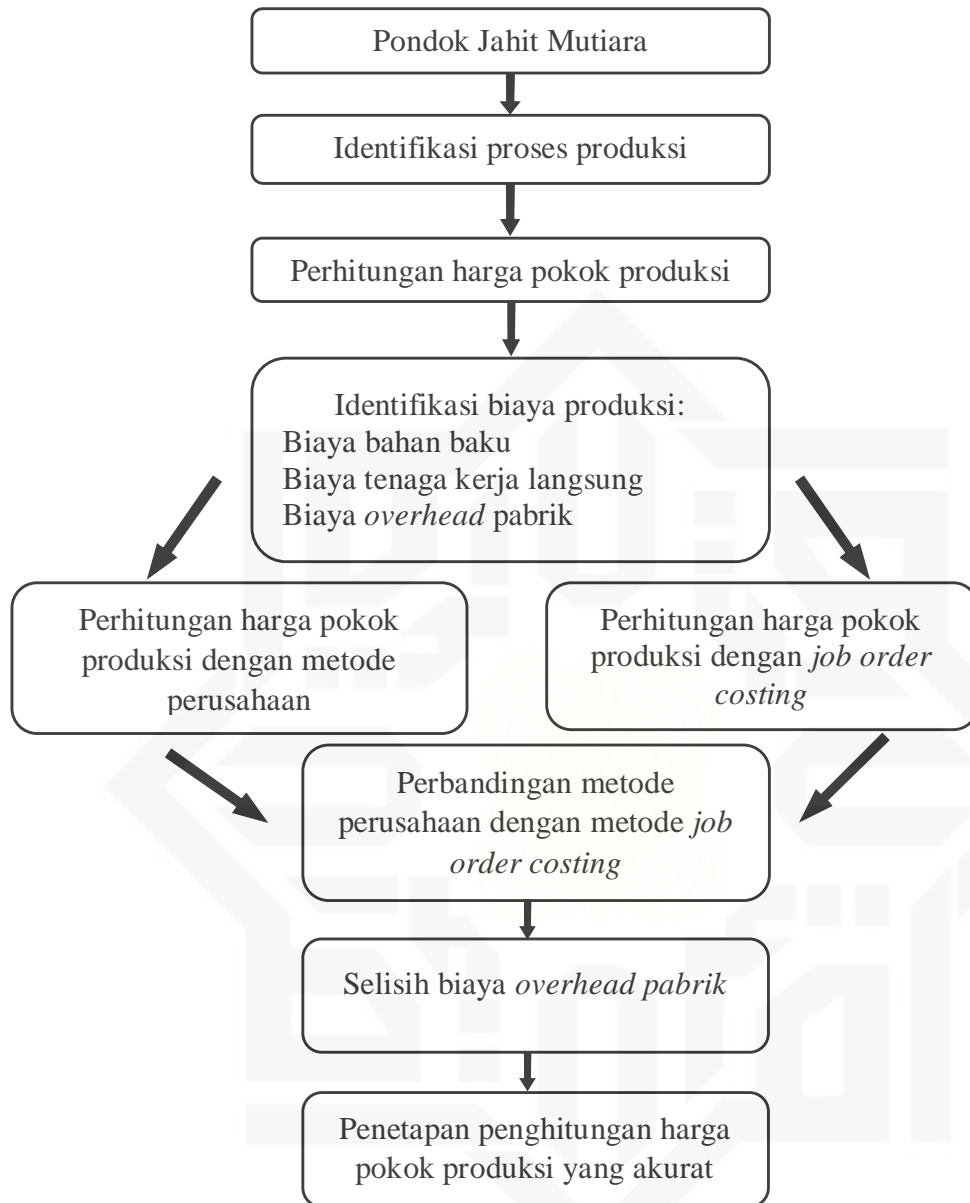 Pondok Jahit Mutiara
Identifikasi proses produksi
Perhitungan harga pokok produksi
Identifikasi biaya produksi:
Biaya bahan baku
Biaya tenaga kerja langsung
Biaya overhead pabrik
Perhitungan harga pokok
produksi dengan metode
perusahaan
Perhitungan harga pokok
produksi dengan job order
costing
Perbandingan metode
perusahaan dengan metode job
order costing
Selisih biaya overhead pabrik
Penetapan penghitungan harga
pokok produksi yang akurat